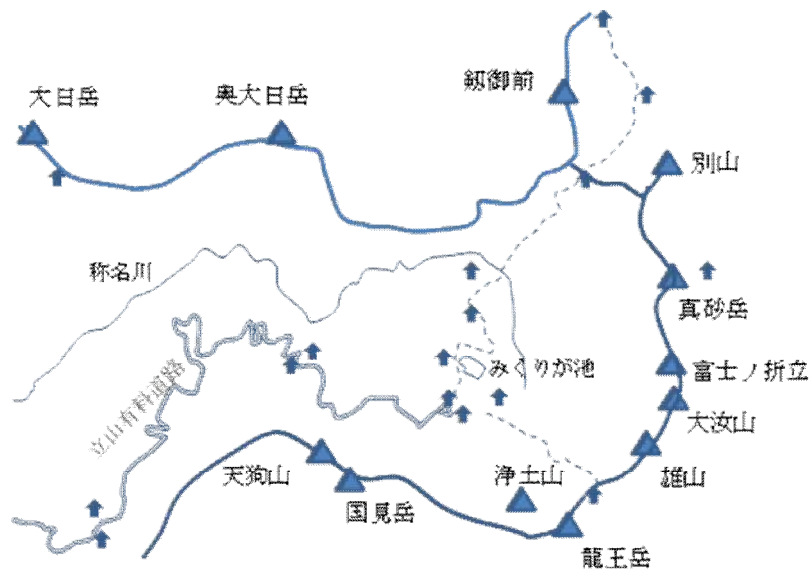 剱御前
大日岳
奥大日岳
別山
称名川
真砂岳
みくりが池
富士ノ折立
立山有料道路
大汝山
天狗山
浄土山
雄山
国見岳
龍王岳